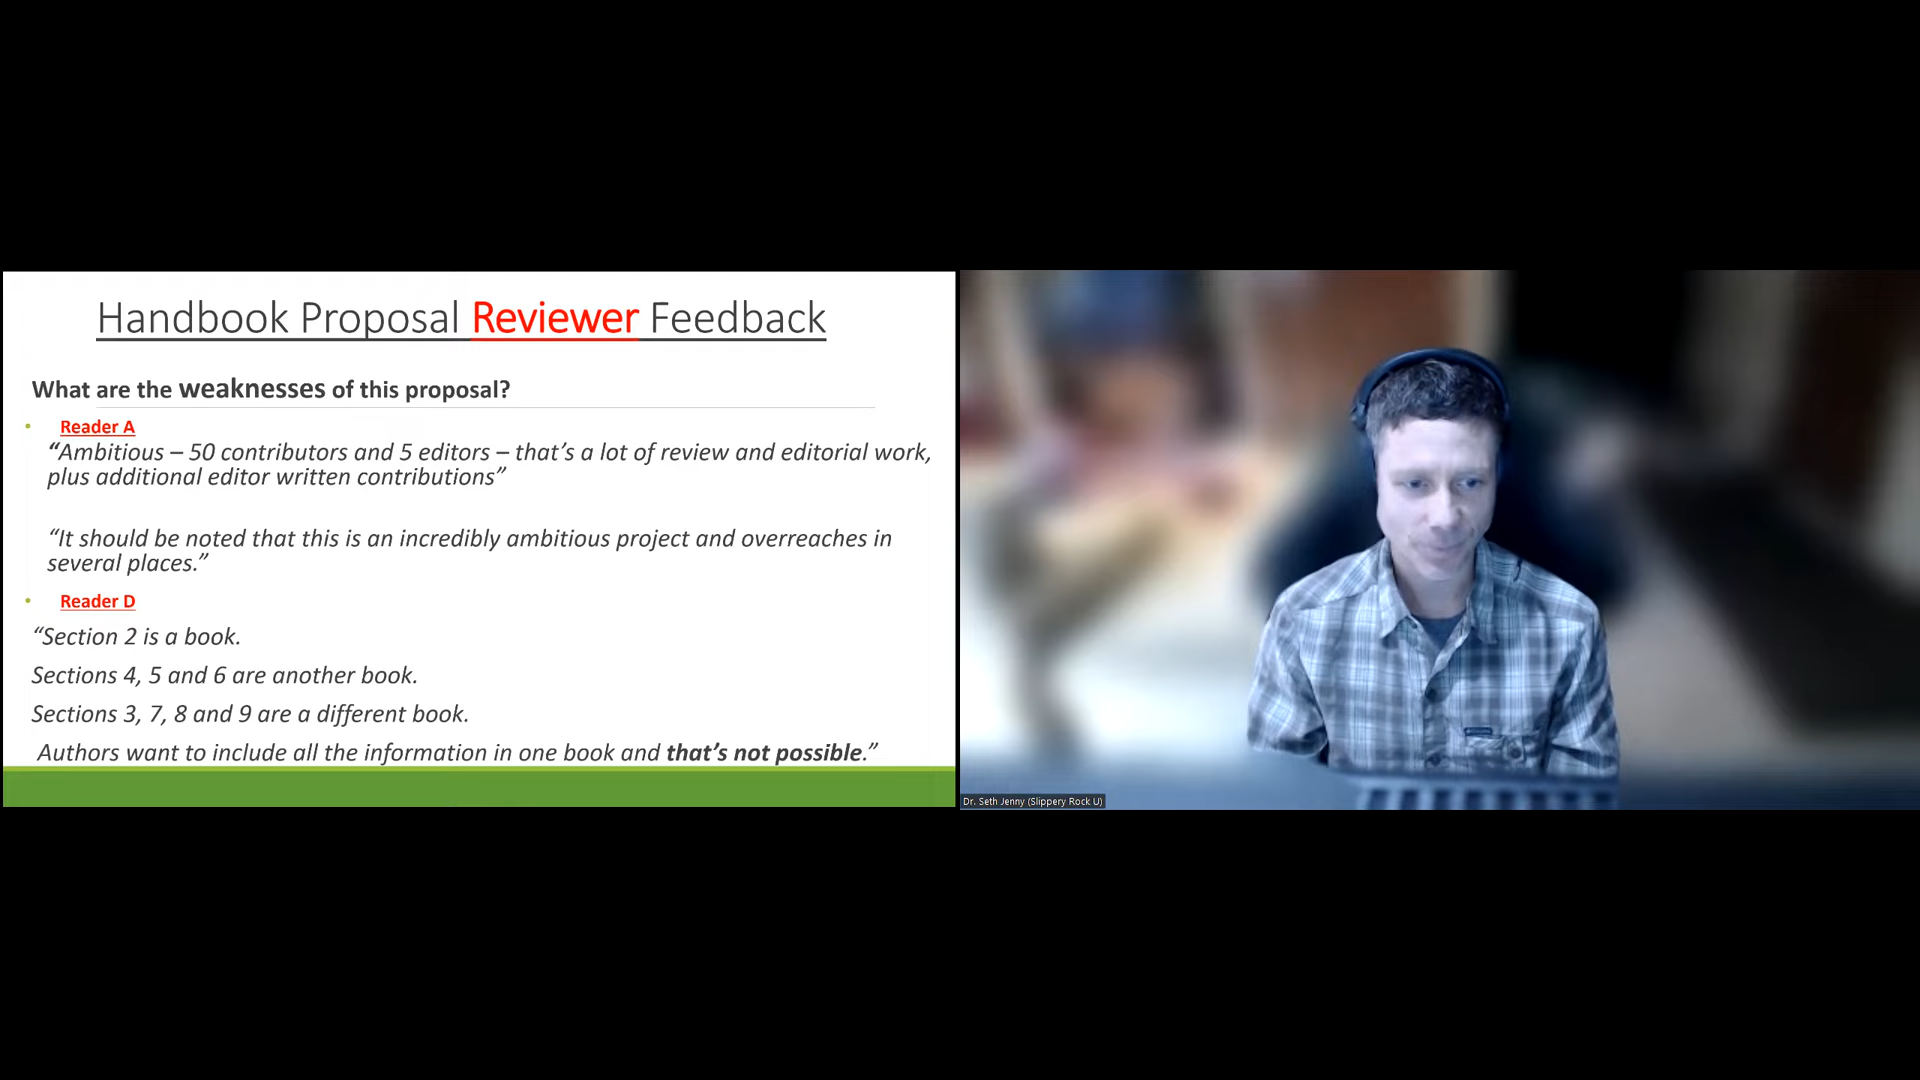 Handbook Proposal Reviewer Feedback
What are the weaknesses of this proposal?
• Reader A
“Ambitious – 50 contributors and 5 editors – that’s a lot of review and editorial work,
plus additional editor written contributions”
“It should be noted that this is an incredibly ambitious project and overreaches in
several places.”
• Reader D
“Section 2 is a book.
Sections 4, 5 and 6 are another book.
Sections 3, 7, 8 and 9 are a different book.
Authors want to include all the information in one book and that’s not possible.”
Dr. Seth Jenny (Slippery Rock U)